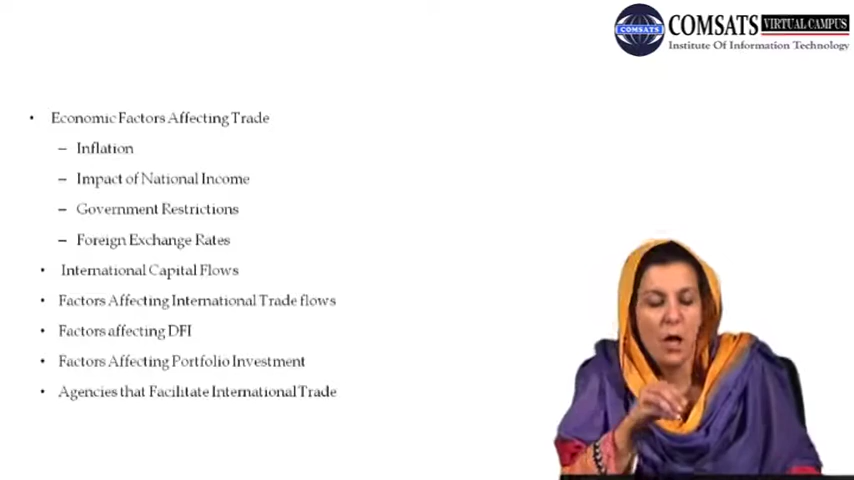 COMSATS
COMSATS VIRTUAL CAMPUS
Institute Of Information Technology
• Economic Factors Affecting Trade
– Inflation
– Impact of National Income
– Government Restrictions
– Foreign Exchange Rates
• International Capital Flows
• Factors Affecting International Trade flows
• Factors affecting DFI
• Factors Affecting Portfolio Investment
• Agencies that Facilitate International Trade